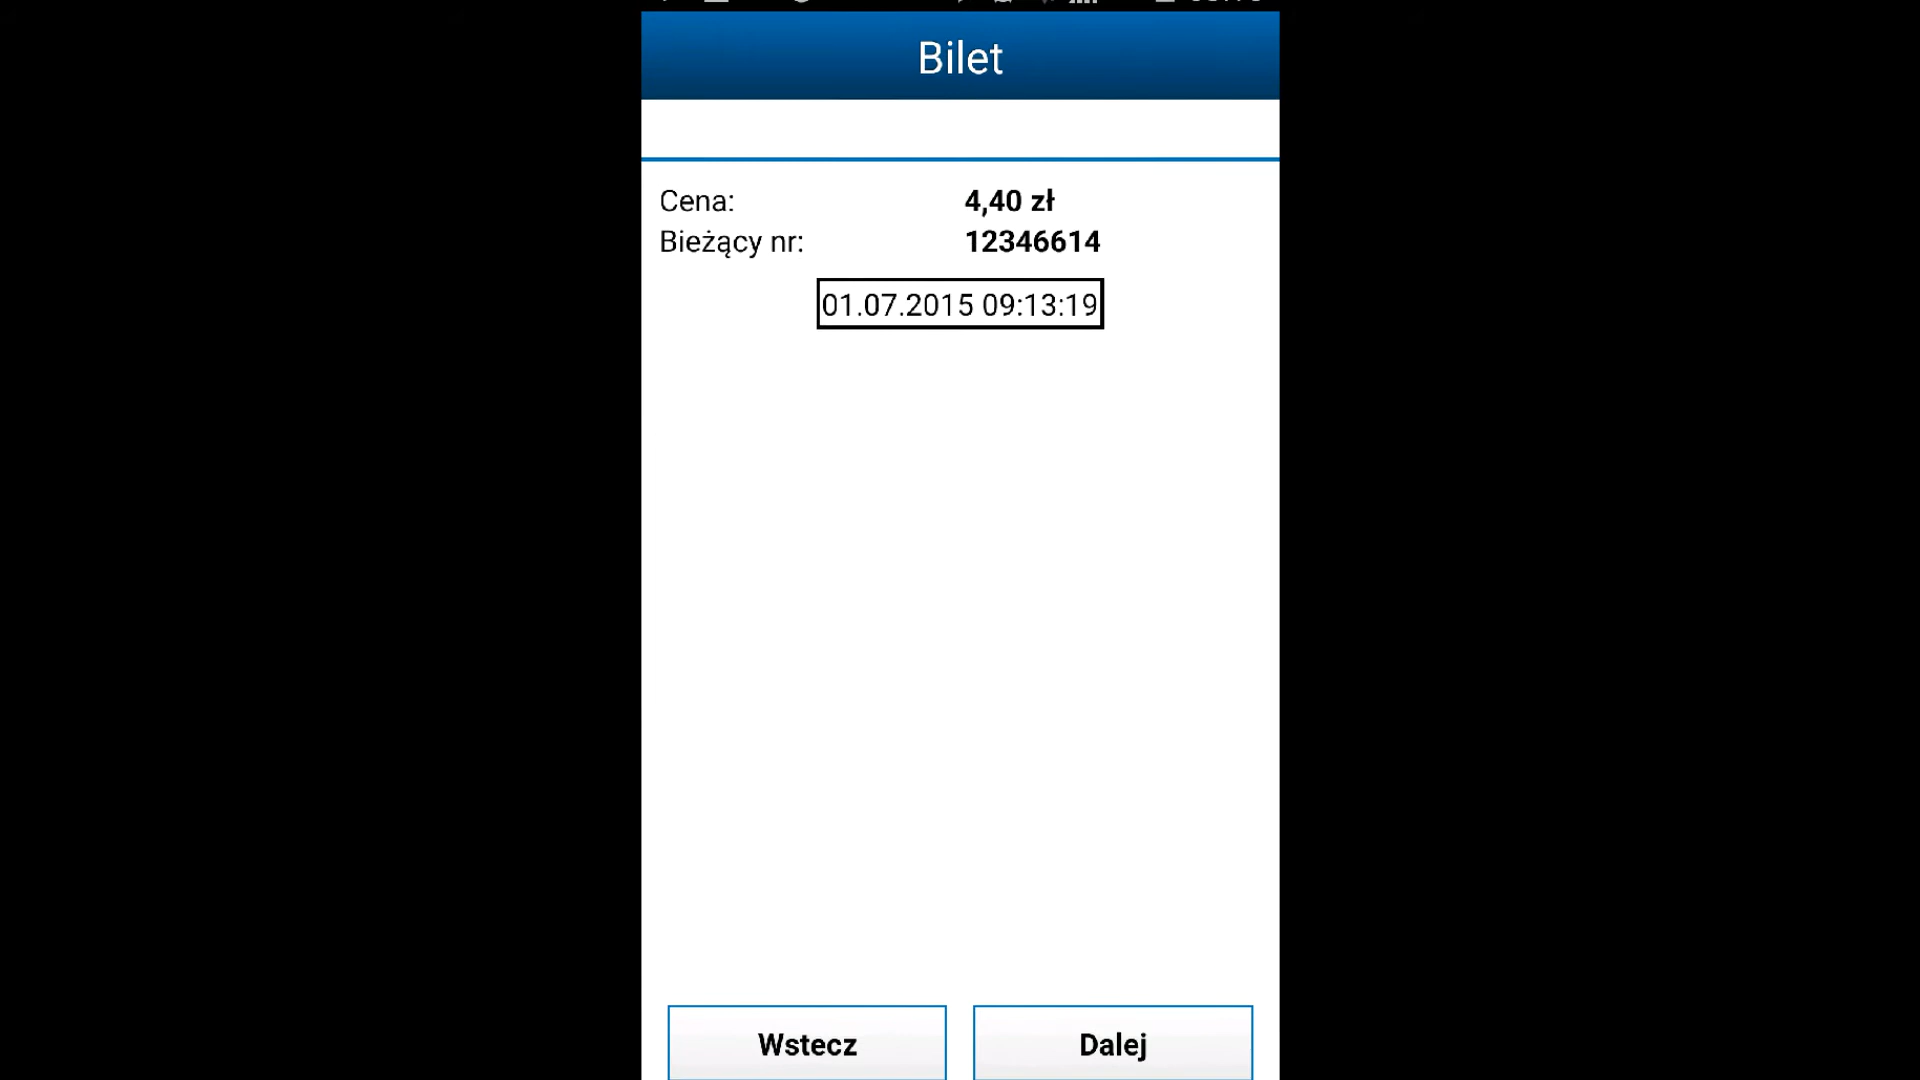 Bilet
Cena: 4,40 zł
Bieżący nr: 12346614
01.07.2015 09:13:19
Wstecz Dalej